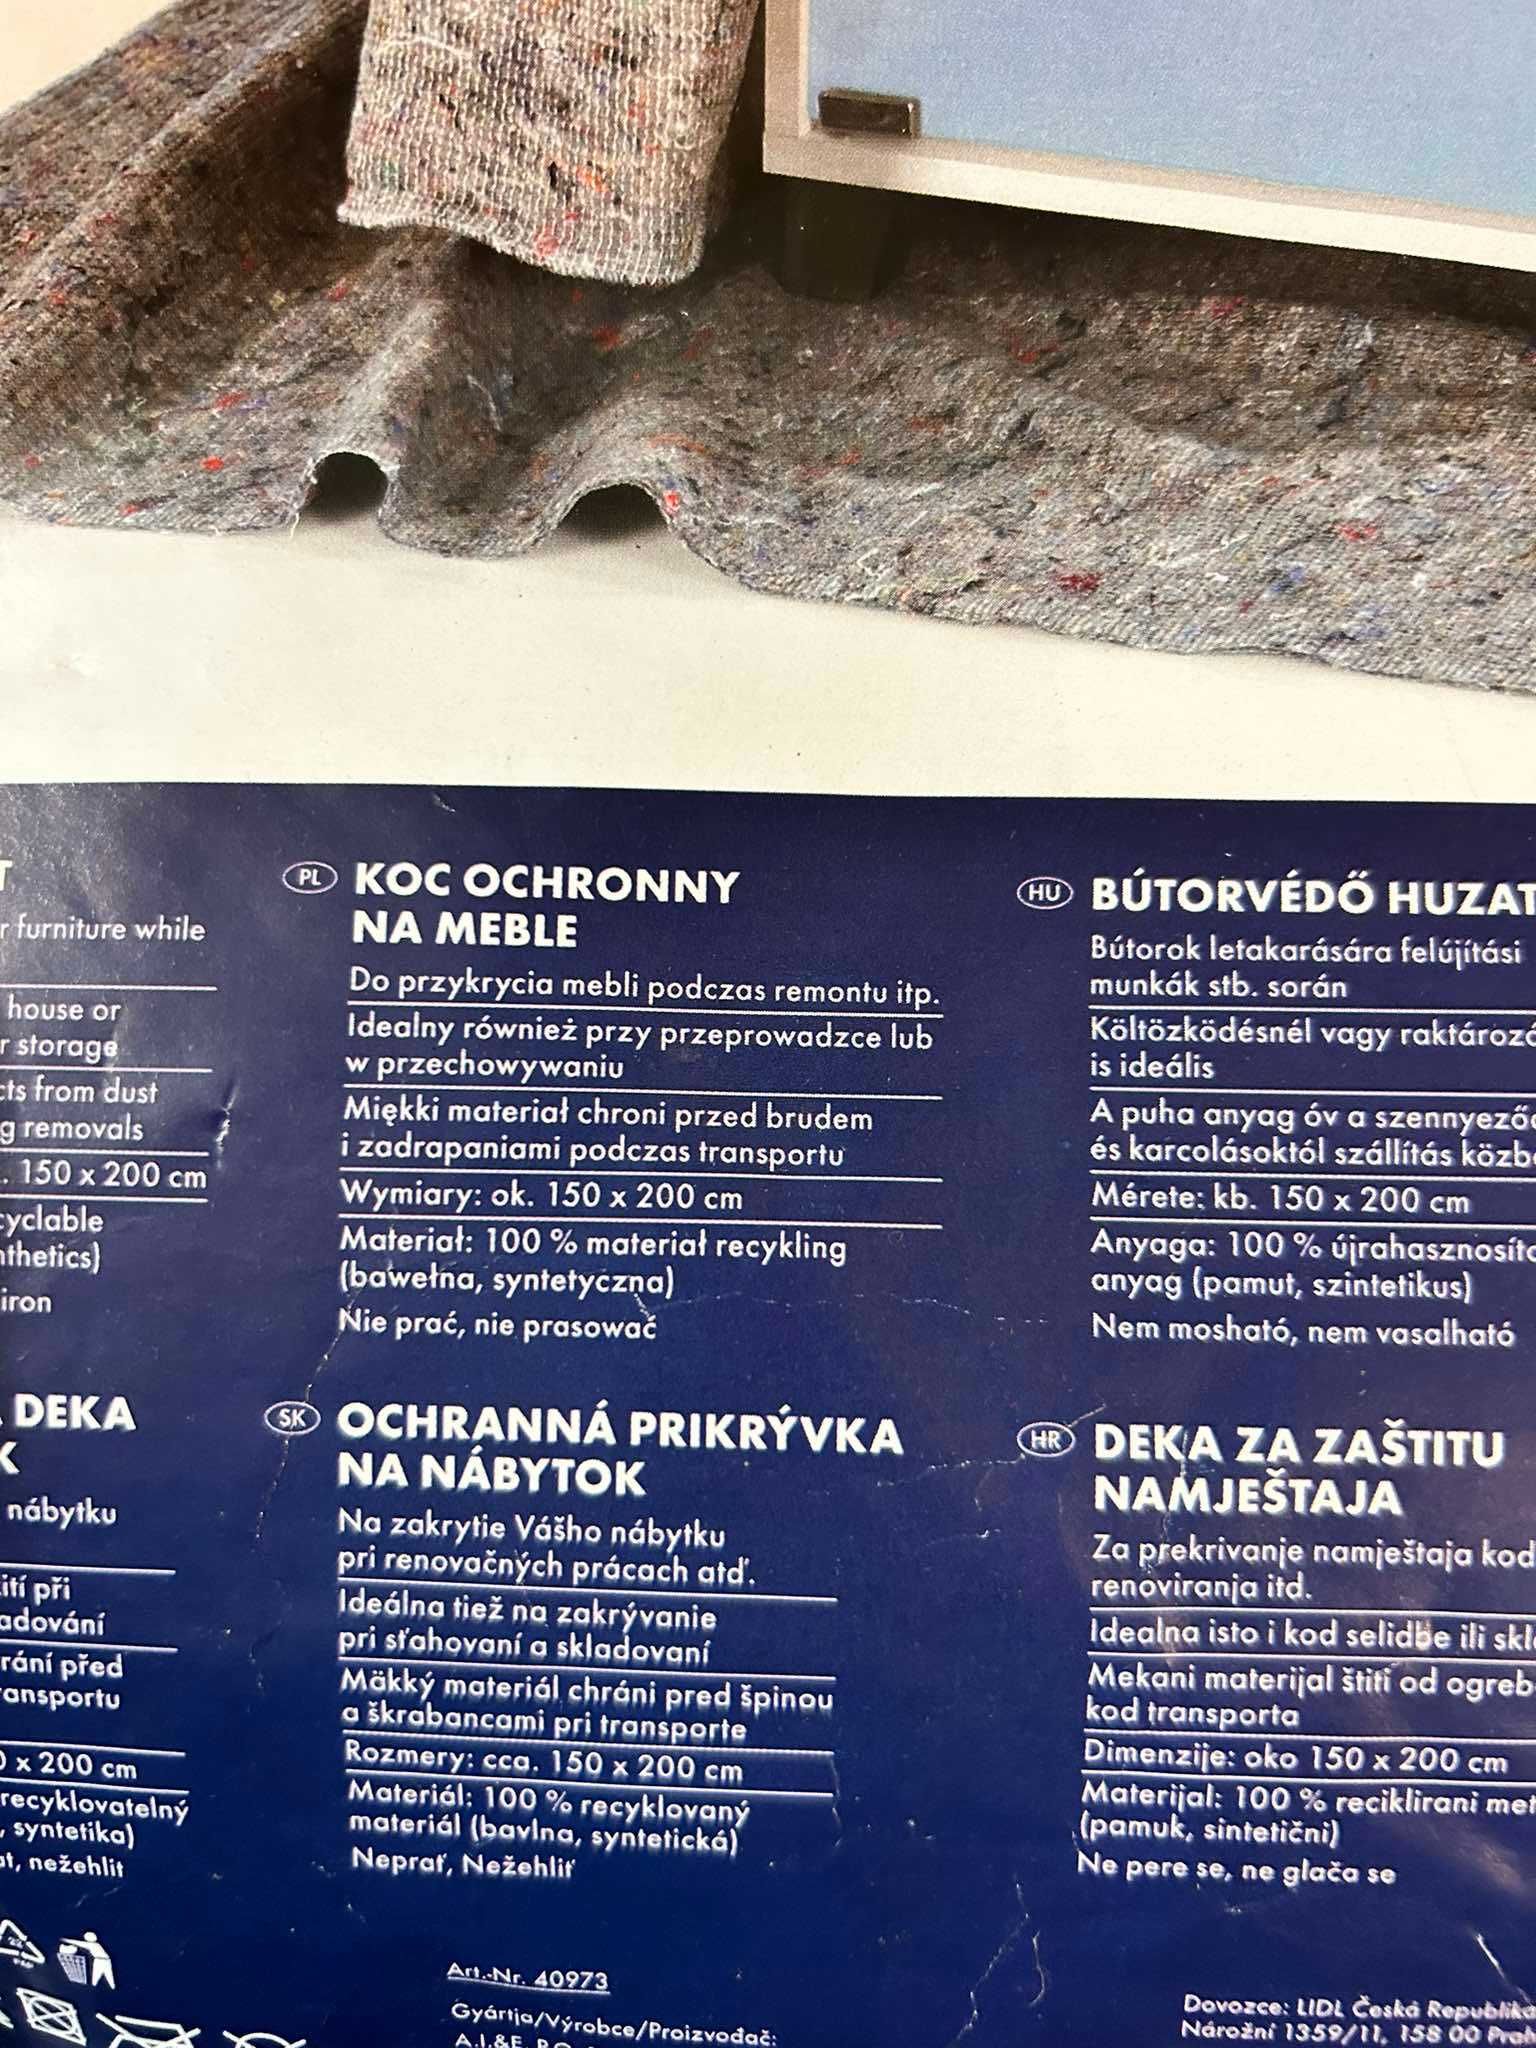 r furniture while
house or
r storage
cts from dust
g removals
. 150 x 200 cm
cyclable
nthetics)
iron
PL KOC OCHRONNY
NA MEBLE
Do przykrycia mebli podczas remontu itp.
Idealny również przy przeprowadzce lub
w przechowywaniu
Miękki materiał chroni przed brudem
i zadrapaniami podczas transportu
Wymiary: ok. 150 x 200 cm
Materiał: 100 % materiał recykling
(bawełna, syntetyczna)
Nie prać, nie prasować
HU BÚTORVÉDŐ HUZAT
Bútorok letakarására felújítási
munkák stb. során
Költözködésnél vagy raktározá
is ideális
A puha anyag óv a szennyeződ
és karcolásoktól szállítás közbe
Mérete: kb. 150 x 200 cm
Anyaga: 100 % újrahasznosíto
anyag (pamut, szintetikus)
Nem mosható, nem vasalható
DEKA
K
nábytku
ití při
adování
rání před
ransportu
0 x 200 cm
recyklovatelný
, syntetika)
at, nežehlit
SK OCHRANNÁ PRIKRÝVKA
NA NÁBYTOK
Na zakrytie Vášho nábytku
pri renovačných prácach atď.
Ideálna tiež na zakrývanie
pri sťahovaní a skladovaní
Mäkký materiál chráni pred špinou
a škrabancami pri transporte
Rozmery: cca. 150 x 200 cm
Materiál: 100 % recyklovaný
materiál (bavlna, syntetická)
Neprať, Nežehliť
HR DEKA ZA ZAŠTITU
NAMJEŠTAJA
Za prekrivanje namještaja kod
renoviranja itd.
Idealna isto i kod selidbe ili skl
Mekani materijal štiti od ogreb
kod transporta
Dimenzije: oko 150 x 200 cm
Materijal: 100 % reciklirani mat
(pamuk, sintetični)
Ne pere se, ne glača se
Art.-Nr. 40973
Gyártja/Výrobce/Proizvođač:
A.I.&E.
Dovozce: LIDL Česká Republika
Nárožní 1359/11, 158 00 Prah